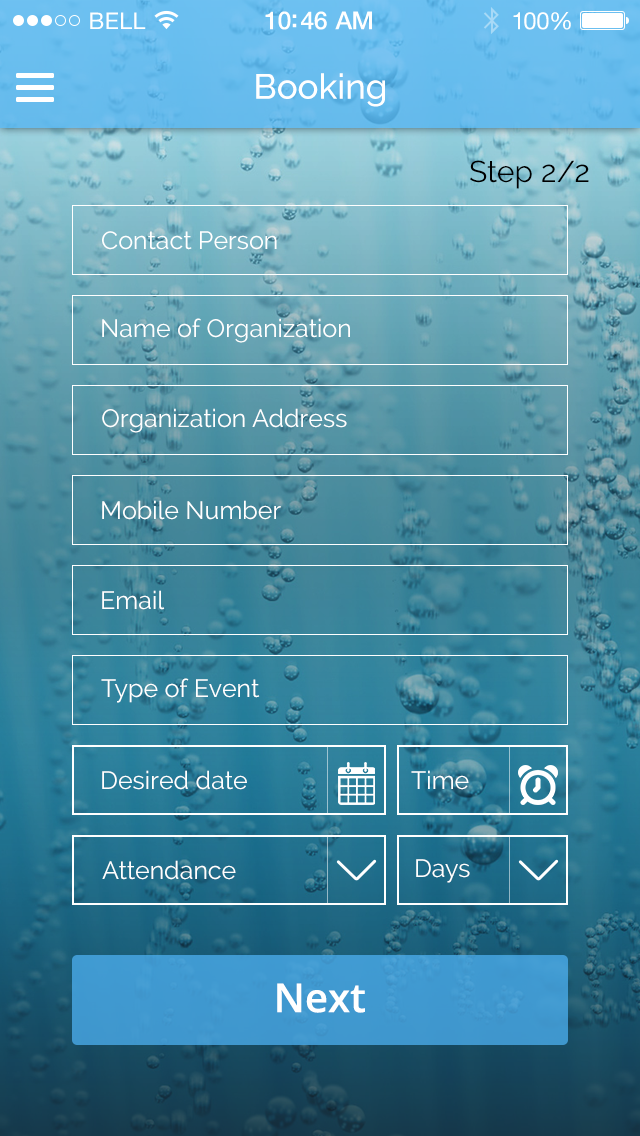 BELL 10:46 AM 100%
Booking
Step 2/2
Contact Person
Name of Organization
Organization Address
Mobile Number
Email
Type of Event
Desired date Time
Attendance Days
Next